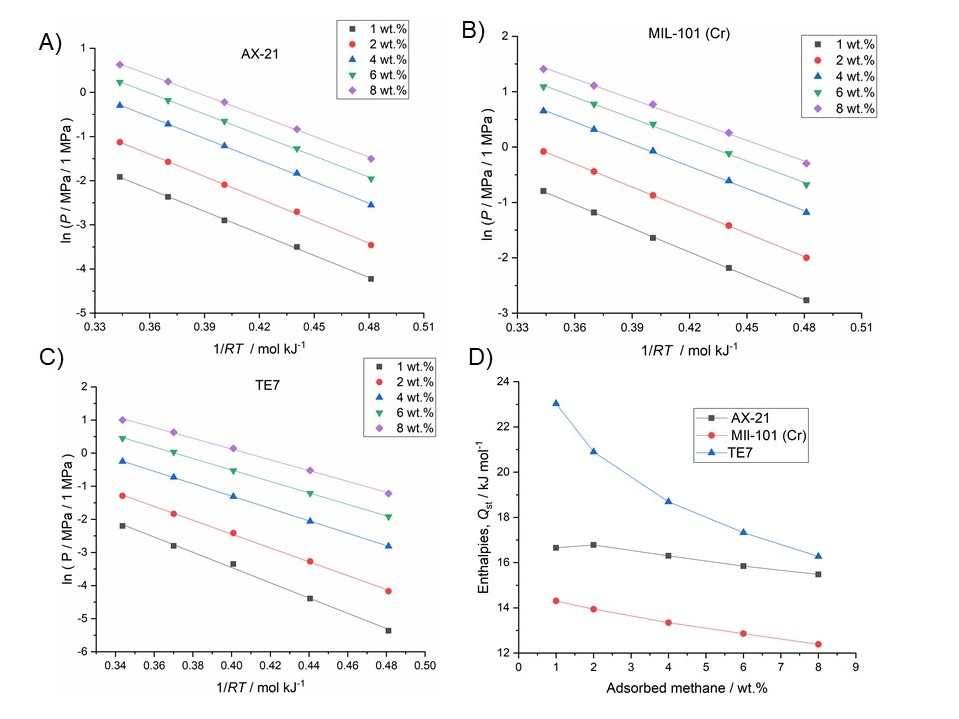 A)
AX-21
1 wt.%
2 wt.%
4 wt.%
6 wt.%
8 wt.%
1
0
-1
-2
-3
-4
-5
ln (P / MPa / 1 MPa)
0.33 0.36 0.39 0.42 0.45 0.48 0.51
1/RT / mol kJ-1
B)
MIL-101 (Cr)
1 wt.%
2 wt.%
4 wt.%
6 wt.%
8 wt.%
2
1
0
-1
-2
-3
ln (P / MPa / 1 MPa)
0.33 0.36 0.39 0.42 0.45 0.48 0.51
1/RT / mol kJ-1
C)
TE7
1 wt.%
2 wt.%
4 wt.%
6 wt.%
8 wt.%
2
1
0
-1
-2
-3
-4
-5
-6
ln ( P / MPa / 1 MPa)
0.34 0.36 0.38 0.40 0.42 0.44 0.46 0.48 0.50
1/RT / mol kJ-1
D)
AX-21
MIl-101 (Cr)
TE7
24
22
20
18
16
14
12
Enthalpies, Qst / kJ mol-1
0 1 2 3 4 5 6 7 8 9
Adsorbed methane / wt.%